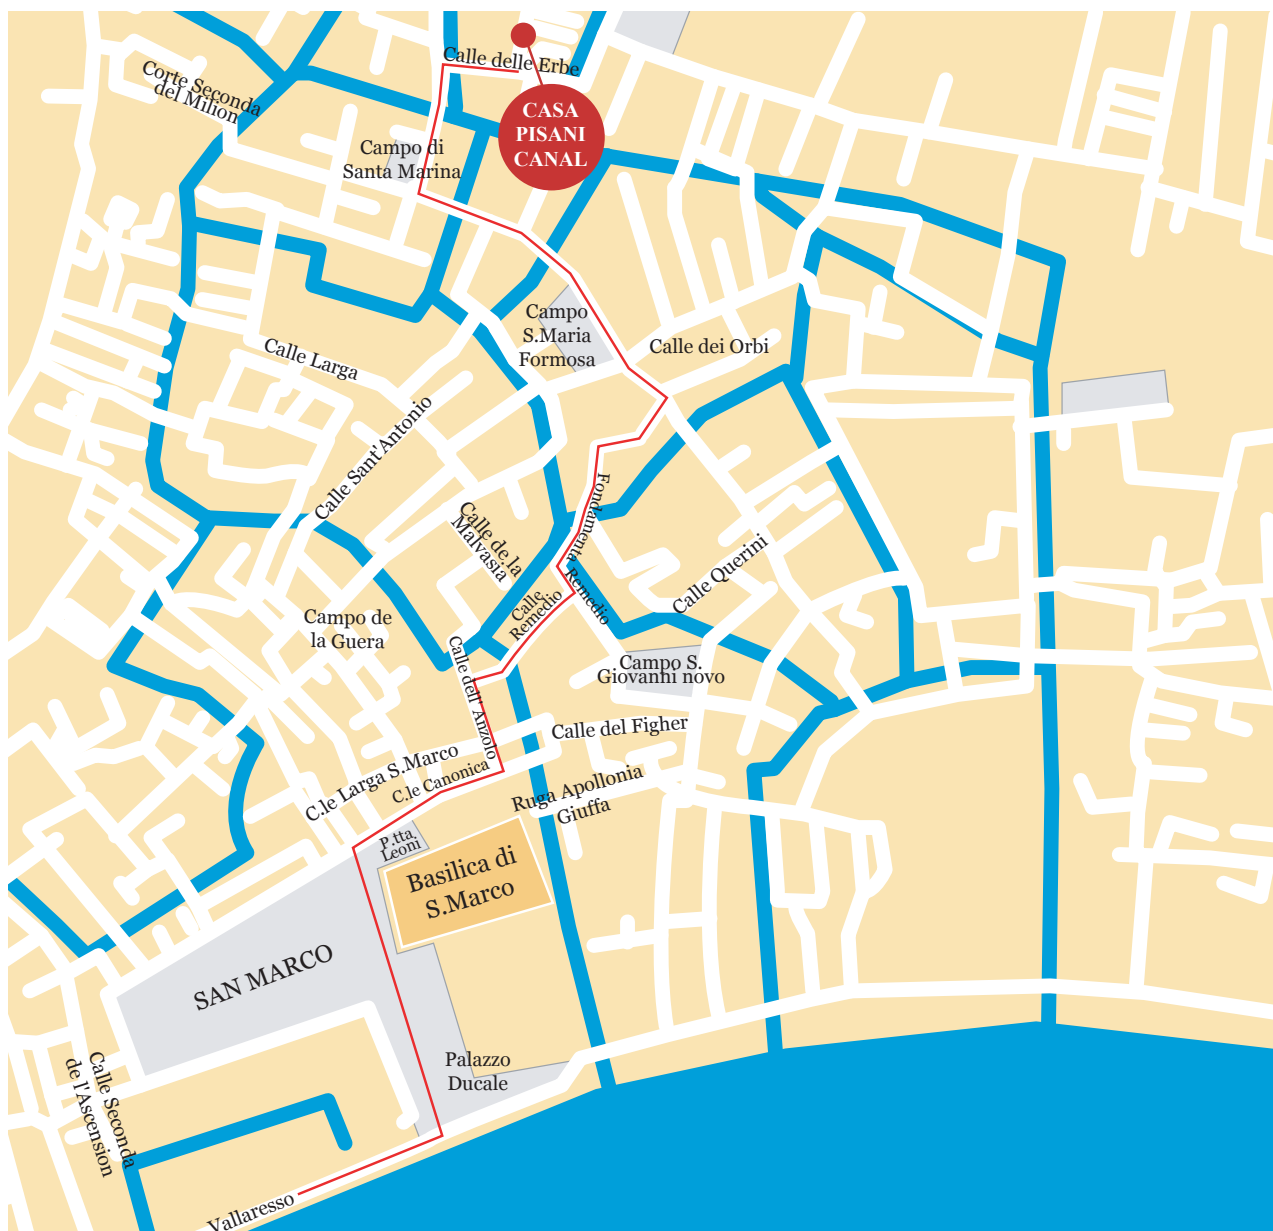 Calle delle Erbe
CASA
PISANI
CANAL
Corte Seconda
del Milion
Campo di
Santa Marina
Campo
S.Maria
Formosa
Calle dei Orbi
Calle Larga
Calle Sant'Antonio
Fondamenta
Remedio
Calle de la
Malvasia
Calle
Remedio
Calle Querini
Campo de
la Guera
Campo S.
Giovanni novo
Calle dell' Anzolo
Calle del Figher
C.le Larga S.Marco
C.le Canonica
Ruga Apollonia
Giuffa
P.tta.
Leoni
Basilica di
S.Marco
SAN MARCO
Palazzo
Ducale
Calle Seconda
de l'Ascension
Vallaresso